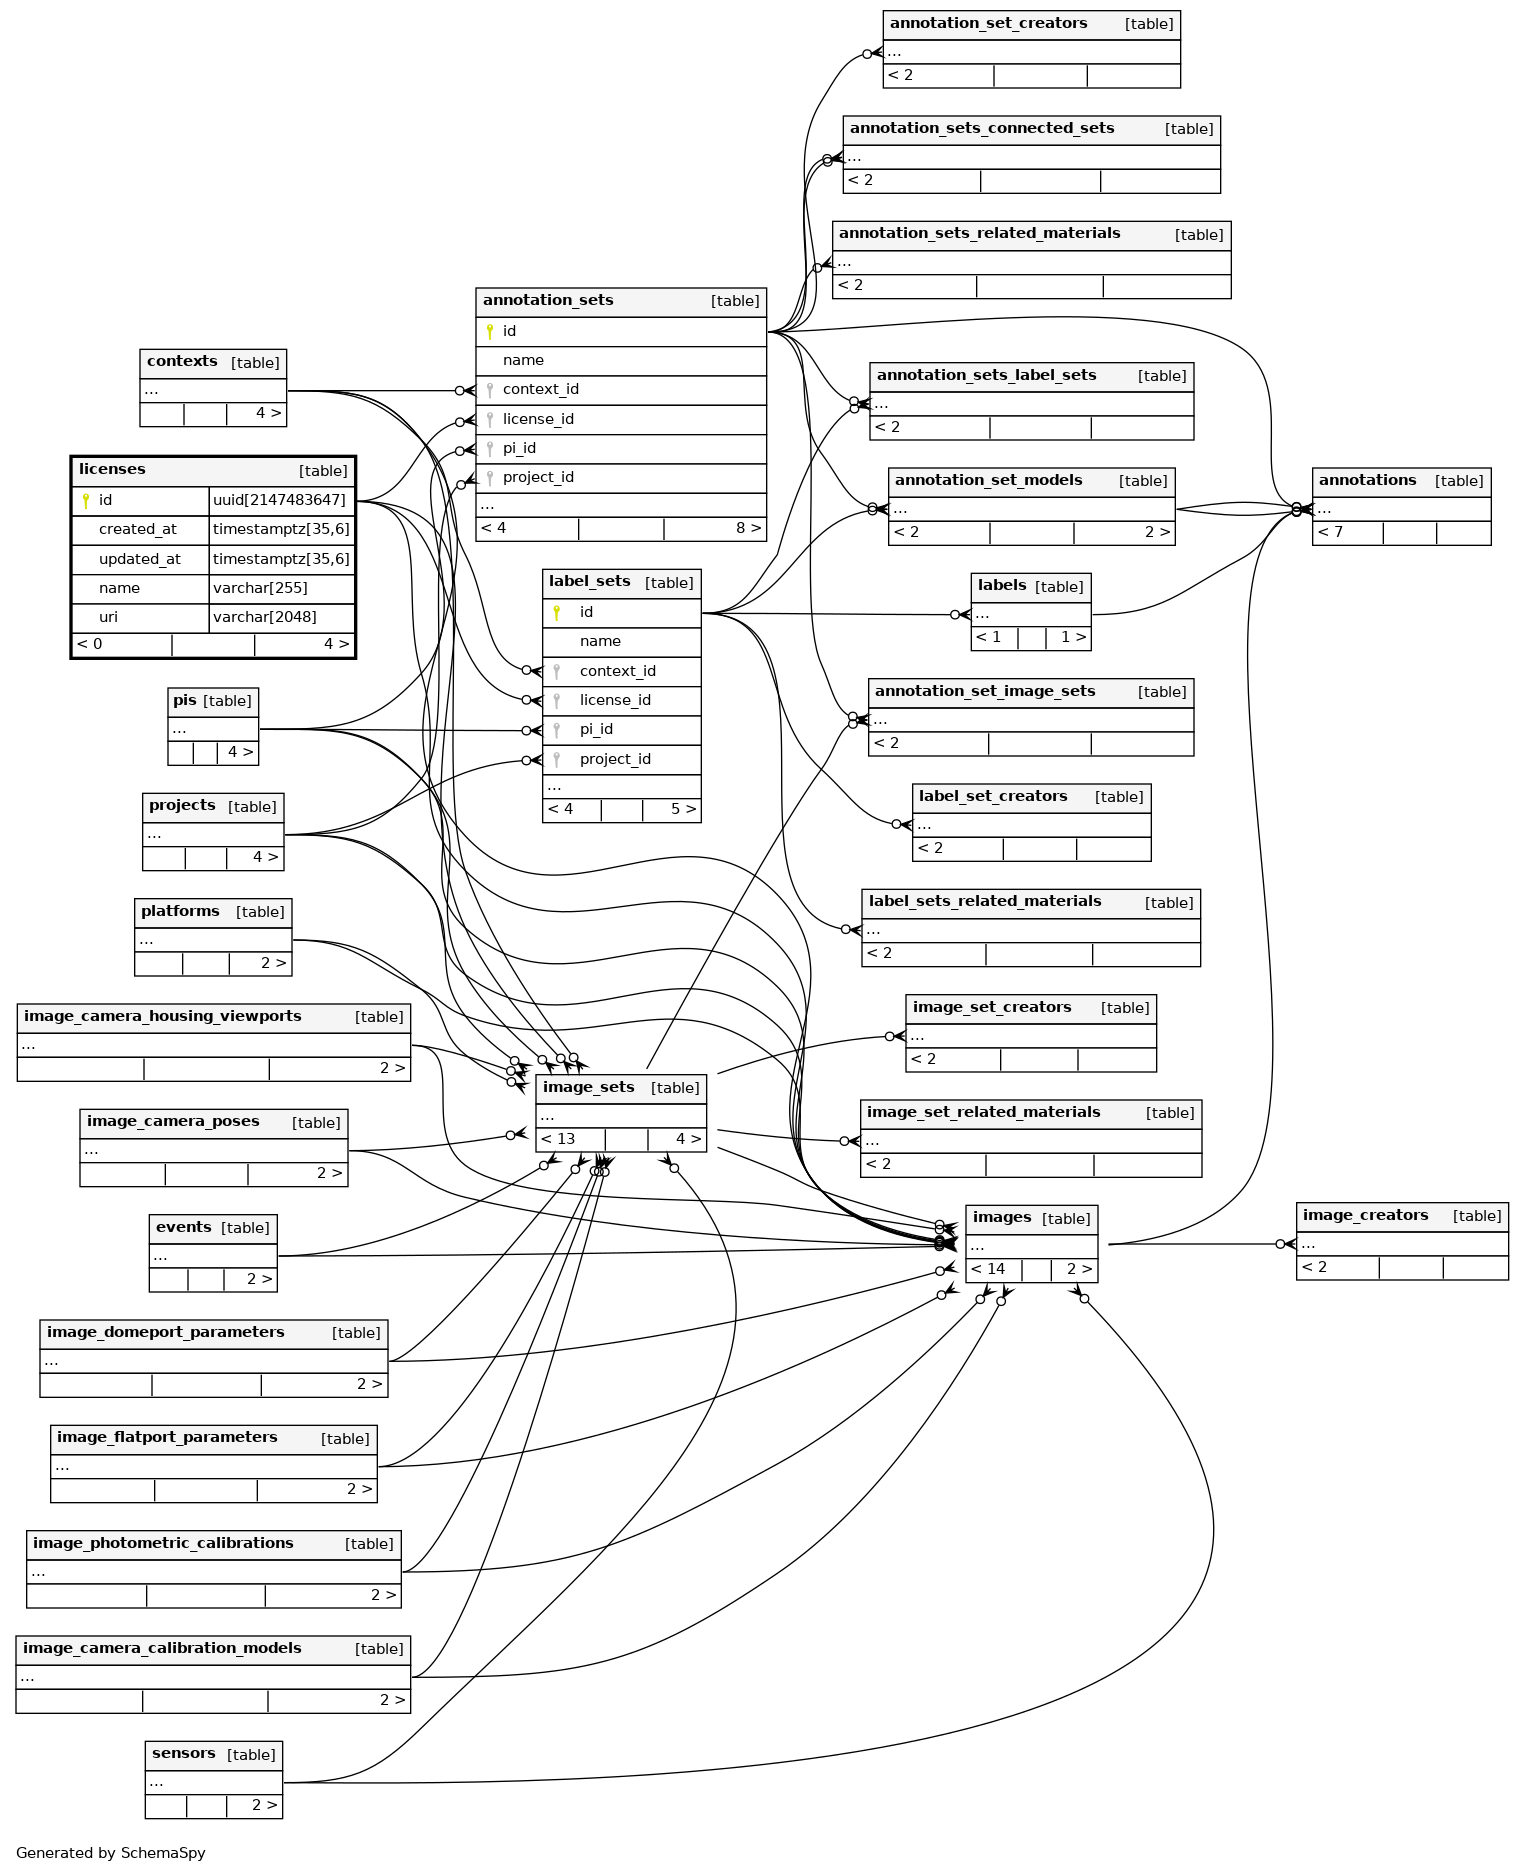 annotation_set_creators [table]
...
< 2
annotation_sets_connected_sets [table]
...
< 2
annotation_sets_related_materials [table]
...
< 2
annotation_sets [table]
id
name
context_id
license_id
pi_id
project_id
...
< 4 8 >
contexts [table]
...
4 >
annotation_sets_label_sets [table]
...
< 2
licenses [table]
id uuid[2147483647]
created_at timestamptz[35,6]
updated_at timestamptz[35,6]
name varchar[255]
uri varchar[2048]
< 0 4 >
annotation_set_models [table]
...
< 2 2 >
annotations [table]
...
< 7
label_sets [table]
id
name
context_id
license_id
pi_id
project_id
...
< 4 5 >
labels [table]
...
< 1 1 >
pis [table]
...
4 >
annotation_set_image_sets [table]
...
< 2
projects [table]
...
4 >
label_set_creators [table]
...
< 2
platforms [table]
...
2 >
label_sets_related_materials [table]
...
< 2
image_camera_housing_viewports [table]
...
2 >
image_set_creators [table]
...
< 2
image_sets [table]
...
< 13 4 >
image_camera_poses [table]
...
2 >
image_set_related_materials [table]
...
< 2
events [table]
...
2 >
images [table]
...
< 14 2 >
image_creators [table]
...
< 2
image_domeport_parameters [table]
...
2 >
image_flatport_parameters [table]
...
2 >
image_photometric_calibrations [table]
...
2 >
image_camera_calibration_models [table]
...
2 >
sensors [table]
...
2 >
Generated by SchemaSpy